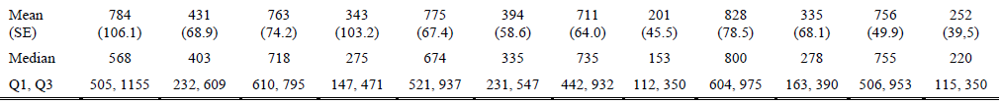 Mean 784 431 763 343 775 394 711 201 828 335 756 252
(SE) (106.1) (68.9) (74.2) (103.2) (67.4) (58.6) (64.0) (45.5) (78.5) (68.1) (49.9) (39,5)
Median 568 403 718 275 674 335 735 153 800 278 755 220
Q1, Q3 505, 1155 232, 609 610, 795 147, 471 521, 937 231, 547 442, 932 112, 350 604, 975 163, 390 506, 953 115, 350